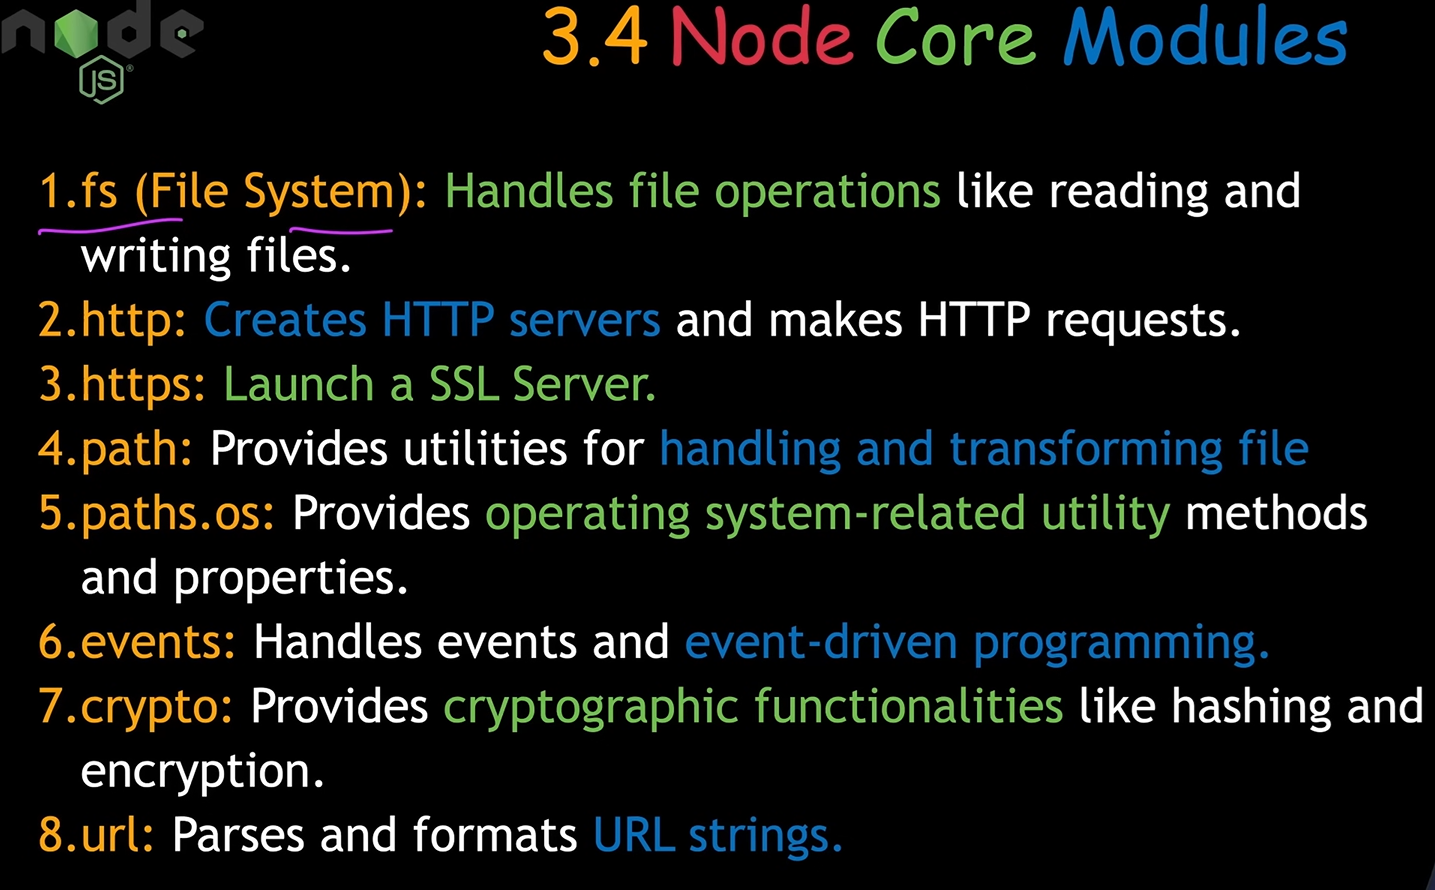 node
JS
3.4 Node Core Modules
1.fs (File System): Handles file operations like reading and
writing files.
2.http: Creates HTTP servers and makes HTTP requests.
3.https: Launch a SSL Server.
4.path: Provides utilities for handling and transforming file
5.paths.os: Provides operating system-related utility methods
and properties.
6.events: Handles events and event-driven programming.
7.crypto: Provides cryptographic functionalities like hashing and
encryption.
8.url: Parses and formats URL strings.